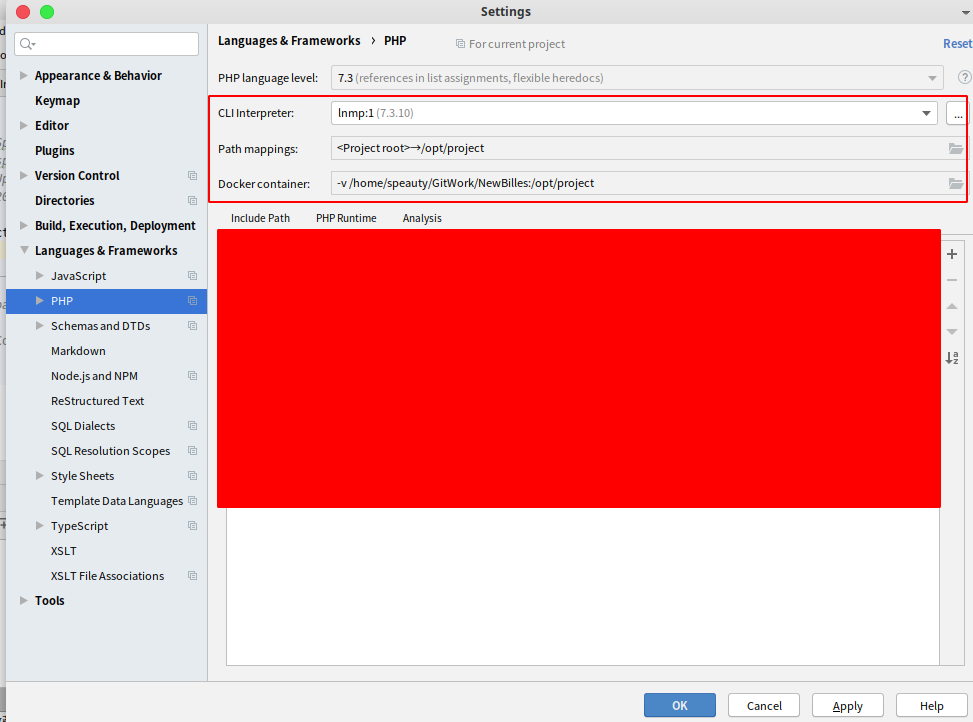 Settings
Languages & Frameworks › PHP
For current project
Reset
Appearance & Behavior
Keymap
Editor
Plugins
Version Control
Directories
Build, Execution, Deployment
Languages & Frameworks
JavaScript
PHP
Schemas and DTDs
Markdown
Node.js and NPM
ReStructured Text
SQL Dialects
SQL Resolution Scopes
Style Sheets
Template Data Languages
TypeScript
XSLT
XSLT File Associations
Tools
PHP language level: 7.3 (references in list assignments, flexible heredocs)
?
CLI Interpreter: lnmp:1 (7.3.10)
...
Path mappings: <Project root>→/opt/project
Docker container: -v /home/speauty/GitWork/NewBilles:/opt/project
Include Path PHP Runtime Analysis
OK Cancel Apply Help